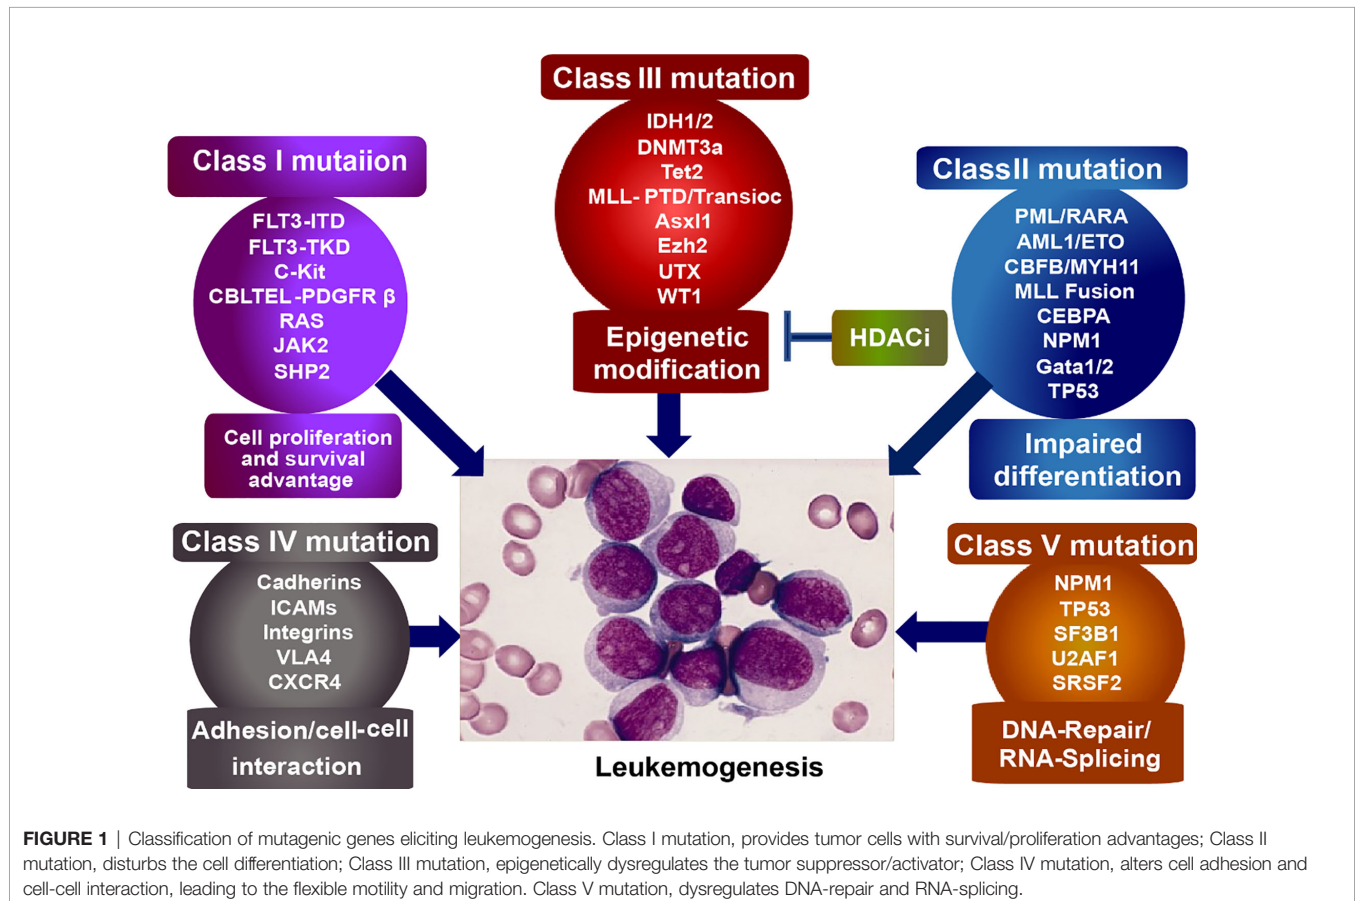 Class III mutation
IDH1/2
DNMT3a
Tet2
MLL- PTD/Transioc
Asxl1
Ezh2
UTX
WT1
Epigenetic
modification
HDACi
Class I mutaiion
FLT3-ITD
FLT3-TKD
C-Kit
CBLTEL-PDGFR β
RAS
JAK2
SHP2
Cell proliferation
and survival
advantage
ClassII mutation
PML/RARA
AML1/ETO
CBFB/MYH11
MLL Fusion
CEBPA
NPM1
Gata1/2
TP53
Impaired
differentiation
Class IV mutation
Cadherins
ICAMs
Integrins
VLA4
CXCR4
Adhesion/cell-cell
interaction
Class V mutation
NPM1
TP53
SF3B1
U2AF1
SRSF2
DNA-Repair/
RNA-Splicing
Leukemogenesis
FIGURE 1 | Classification of mutagenic genes eliciting leukemogenesis. Class I mutation, provides tumor cells with survival/proliferation advantages; Class II
mutation, disturbs the cell differentiation; Class III mutation, epigenetically dysregulates the tumor suppressor/activator; Class IV mutation, alters cell adhesion and
cell-cell interaction, leading to the flexible motility and migration. Class V mutation, dysregulates DNA-repair and RNA-splicing.